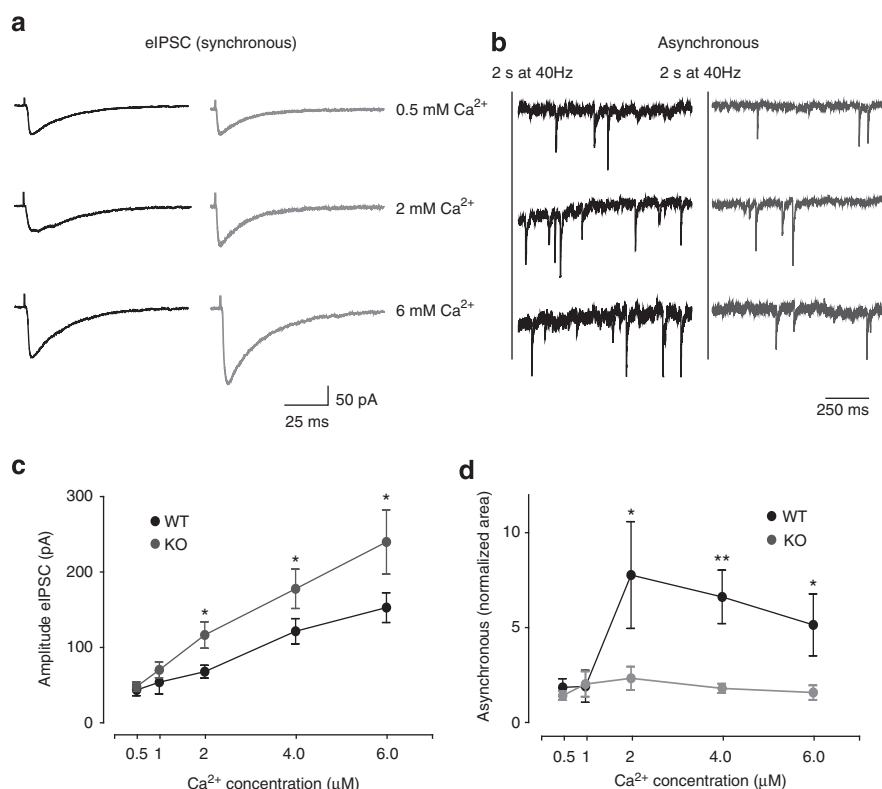 a
eIPSC (synchronous)
0.5 mM Ca²⁺
2 mM Ca²⁺
6 mM Ca²⁺
50 pA
25 ms
b
Asynchronous
2 s at 40Hz
2 s at 40Hz
250 ms
c
300
200
100
0
Amplitude eIPSC (pA)
WT
KO
*
*
*
0.5
1
2
4.0
6.0
Ca²⁺ concentration (μM)
d
10
5
0
Asynchronous (normalized area)
WT
KO
*
**
*
0.5
1
2
4.0
6.0
Ca²⁺ concentration (μM)